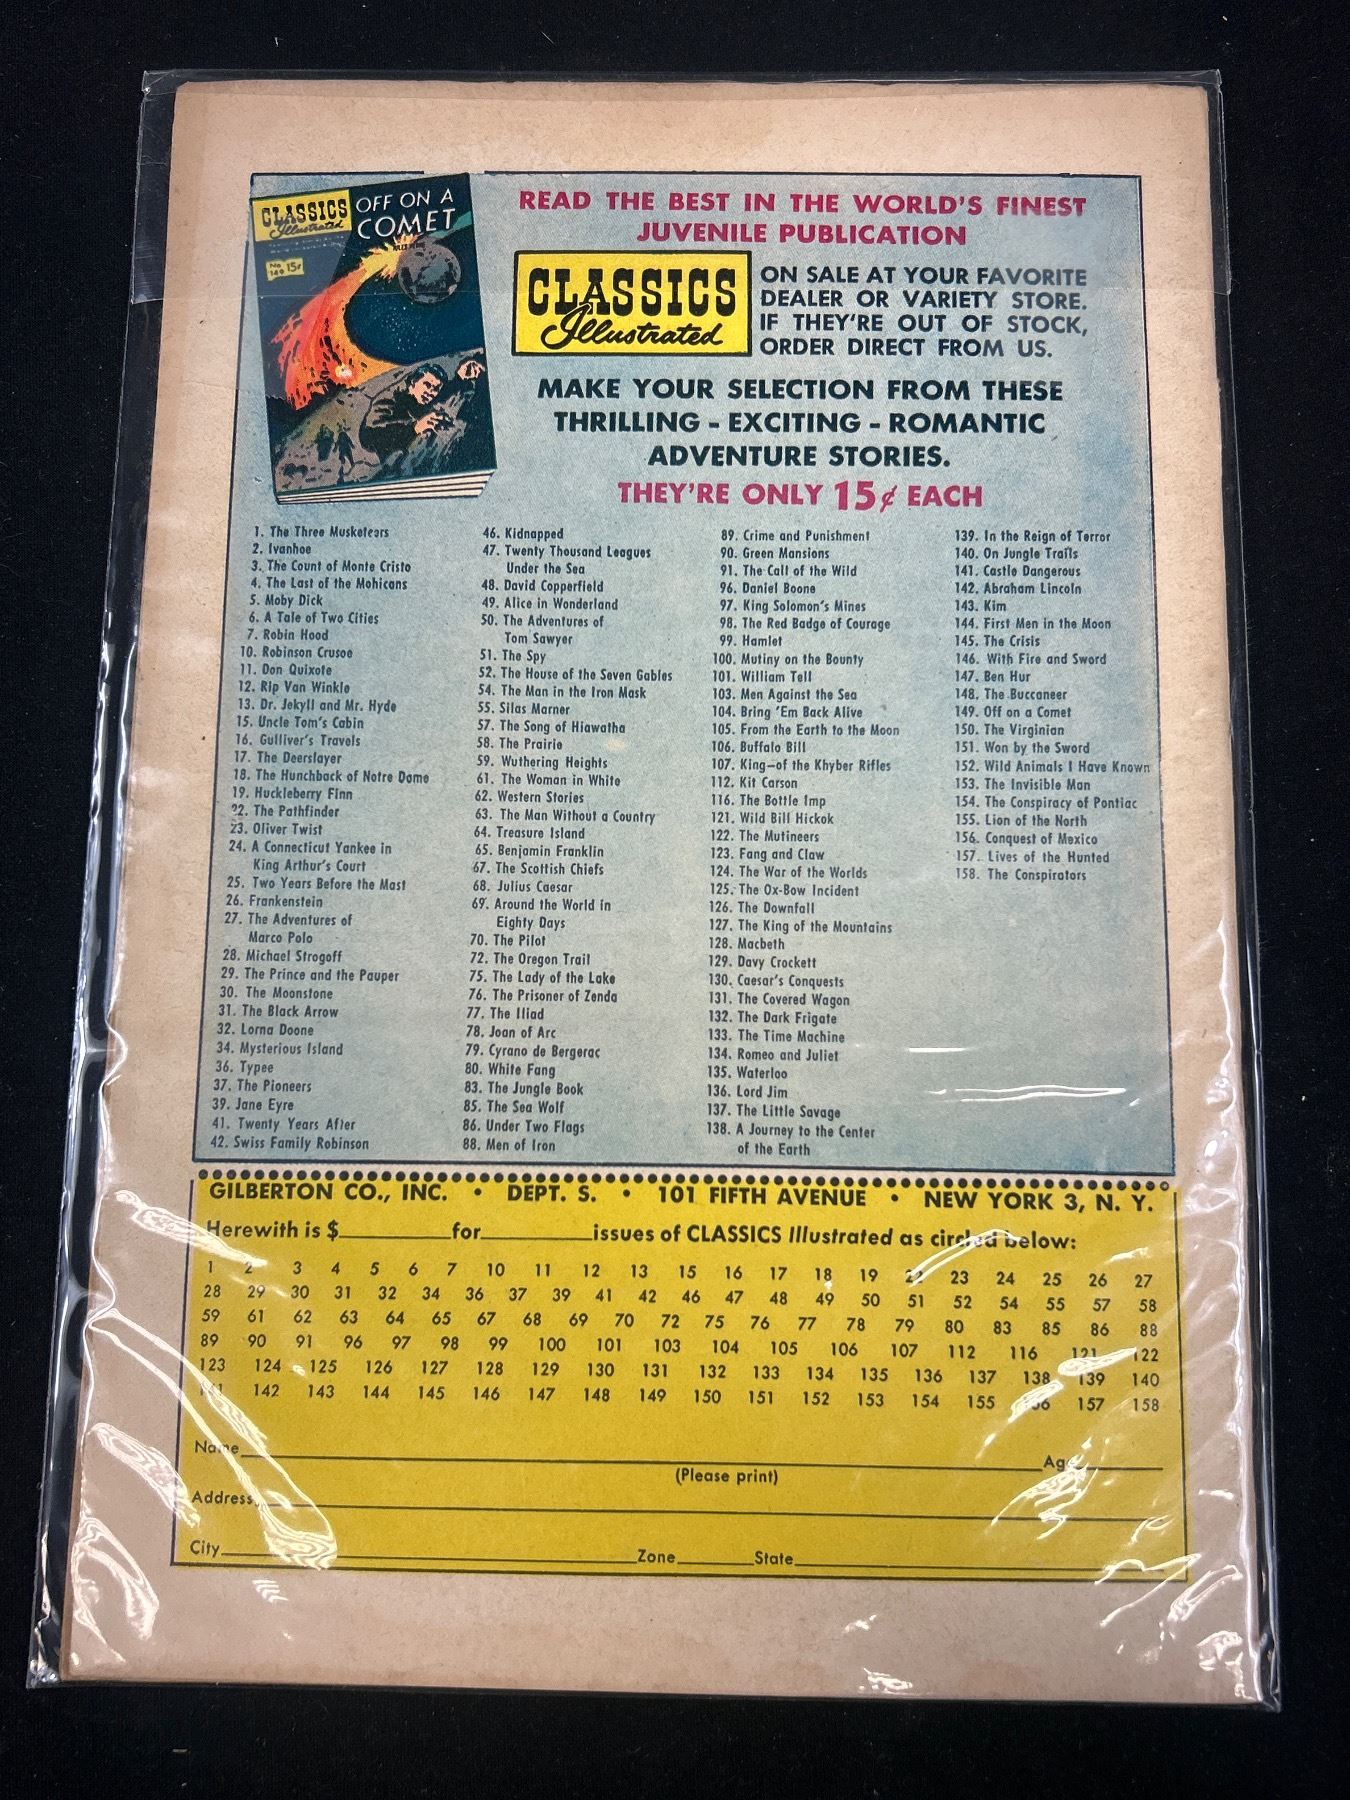 CLASSICS
Illustrated
OFF ON A
COMET
No 149 15¢
READ THE BEST IN THE WORLD'S FINEST
JUVENILE PUBLICATION
CLASSICS
Illustrated
ON SALE AT YOUR FAVORITE
DEALER OR VARIETY STORE.
IF THEY'RE OUT OF STOCK,
ORDER DIRECT FROM US.
MAKE YOUR SELECTION FROM THESE
THRILLING - EXCITING - ROMANTIC
ADVENTURE STORIES.
THEY'RE ONLY 15¢ EACH
1. The Three Musketeers
2. Ivanhoe
3. The Count of Monte Cristo
4. The Last of the Mohicans
5. Moby Dick
6. A Tale of Two Cities
7. Robin Hood
10. Robinson Crusoe
11. Don Quixote
12. Rip Van Winkle
13. Dr. Jekyll and Mr. Hyde
15. Uncle Tom's Cabin
16. Gulliver's Travels
17. The Deerslayer
18. The Hunchback of Notre Dame
19. Huckleberry Finn
22. The Pathfinder
23. Oliver Twist
24. A Connecticut Yankee in
King Arthur's Court
25. Two Years Before the Mast
26. Frankenstein
27. The Adventures of
Marco Polo
28. Michael Strogoff
29. The Prince and the Pauper
30. The Moonstone
31. The Black Arrow
32. Lorna Doone
34. Mysterious Island
36. Typee
37. The Pioneers
39. Jane Eyre
41. Twenty Years After
42. Swiss Family Robinson
46. Kidnapped
47. Twenty Thousand Leagues
Under the Sea
48. David Copperfield
49. Alice in Wonderland
50. The Adventures of
Tom Sawyer
51. The Spy
52. The House of the Seven Gables
54. The Man in the Iron Mask
55. Silas Marner
57. The Song of Hiawatha
58. The Prairie
59. Wuthering Heights
61. The Woman in White
62. Western Stories
63. The Man Without a Country
64. Treasure Island
65. Benjamin Franklin
67. The Scottish Chiefs
68. Julius Caesar
69. Around the World in
Eighty Days
70. The Pilot
72. The Oregon Trail
75. The Lady of the Lake
76. The Prisoner of Zenda
77. The Iliad
78. Joan of Arc
79. Cyrano de Bergerac
80. White Fang
83. The Jungle Book
85. The Sea Wolf
86. Under Two Flags
88. Men of Iron
89. Crime and Punishment
90. Green Mansions
91. The Call of the Wild
96. Daniel Boone
97. King Solomon's Mines
98. The Red Badge of Courage
99. Hamlet
100. Mutiny on the Bounty
101. William Tell
103. Men Against the Sea
104. Bring 'Em Back Alive
105. From the Earth to the Moon
106. Buffalo Bill
107. King—of the Khyber Rifles
112. Kit Carson
116. The Bottle Imp
121. Wild Bill Hickok
122. The Mutineers
123. Fang and Claw
124. The War of the Worlds
125. The Ox-Bow Incident
126. The Downfall
127. The King of the Mountains
128. Macbeth
129. Davy Crockett
130. Caesar's Conquests
131. The Covered Wagon
132. The Dark Frigate
133. The Time Machine
134. Romeo and Juliet
135. Waterloo
136. Lord Jim
137. The Little Savage
138. A Journey to the Center
of the Earth
139. In the Reign of Terror
140. On Jungle Trails
141. Castle Dangerous
142. Abraham Lincoln
143. Kim
144. First Men in the Moon
145. The Crisis
146. With Fire and Sword
147. Ben Hur
148. The Buccaneer
149. Off on a Comet
150. The Virginian
151. Won by the Sword
152. Wild Animals I Have Known
153. The Invisible Man
154. The Conspiracy of Pontiac
155. Lion of the North
156. Conquest of Mexico
157. Lives of the Hunted
158. The Conspirators
GILBERTON CO., INC. • DEPT. S. • 101 FIFTH AVENUE • NEW YORK 3, N. Y.
Herewith is $ for issues of CLASSICS Illustrated as circled below:
1 2 3 4 5 6 7 10 11 12 13 15 16 17 18 19 22 23 24 25 26 27
28 29 30 31 32 34 36 37 39 41 42 46 47 48 49 50 51 52 54 55 57 58
59 61 62 63 64 65 67 68 69 70 72 75 76 77 78 79 80 83 85 86 88
89 90 91 96 97 98 99 100 101 103 104 105 106 107 112 116 121 122
123 124 125 126 127 128 129 130 131 132 133 134 135 136 137 138 139 140
141 142 143 144 145 146 147 148 149 150 151 152 153 154 155 156 157 158
Name Age
(Please print)
Address
City Zone State